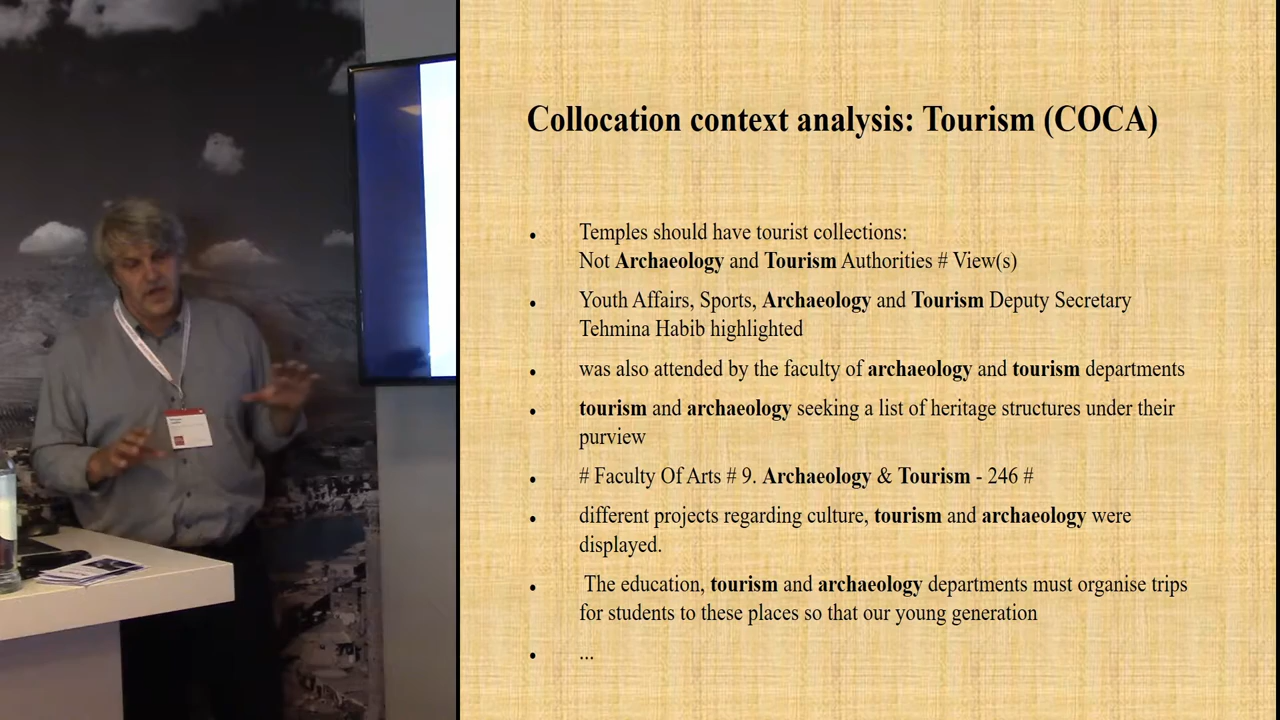 Collocation context analysis: Tourism (COCA)
• Temples should have tourist collections:
Not Archaeology and Tourism Authorities # View(s)
• Youth Affairs, Sports, Archaeology and Tourism Deputy Secretary
Tehmina Habib highlighted
• was also attended by the faculty of archaeology and tourism departments
• tourism and archaeology seeking a list of heritage structures under their
purview
• # Faculty Of Arts # 9. Archaeology & Tourism - 246 #
• different projects regarding culture, tourism and archaeology were
displayed.
• The education, tourism and archaeology departments must organise trips
for students to these places so that our young generation
• ...